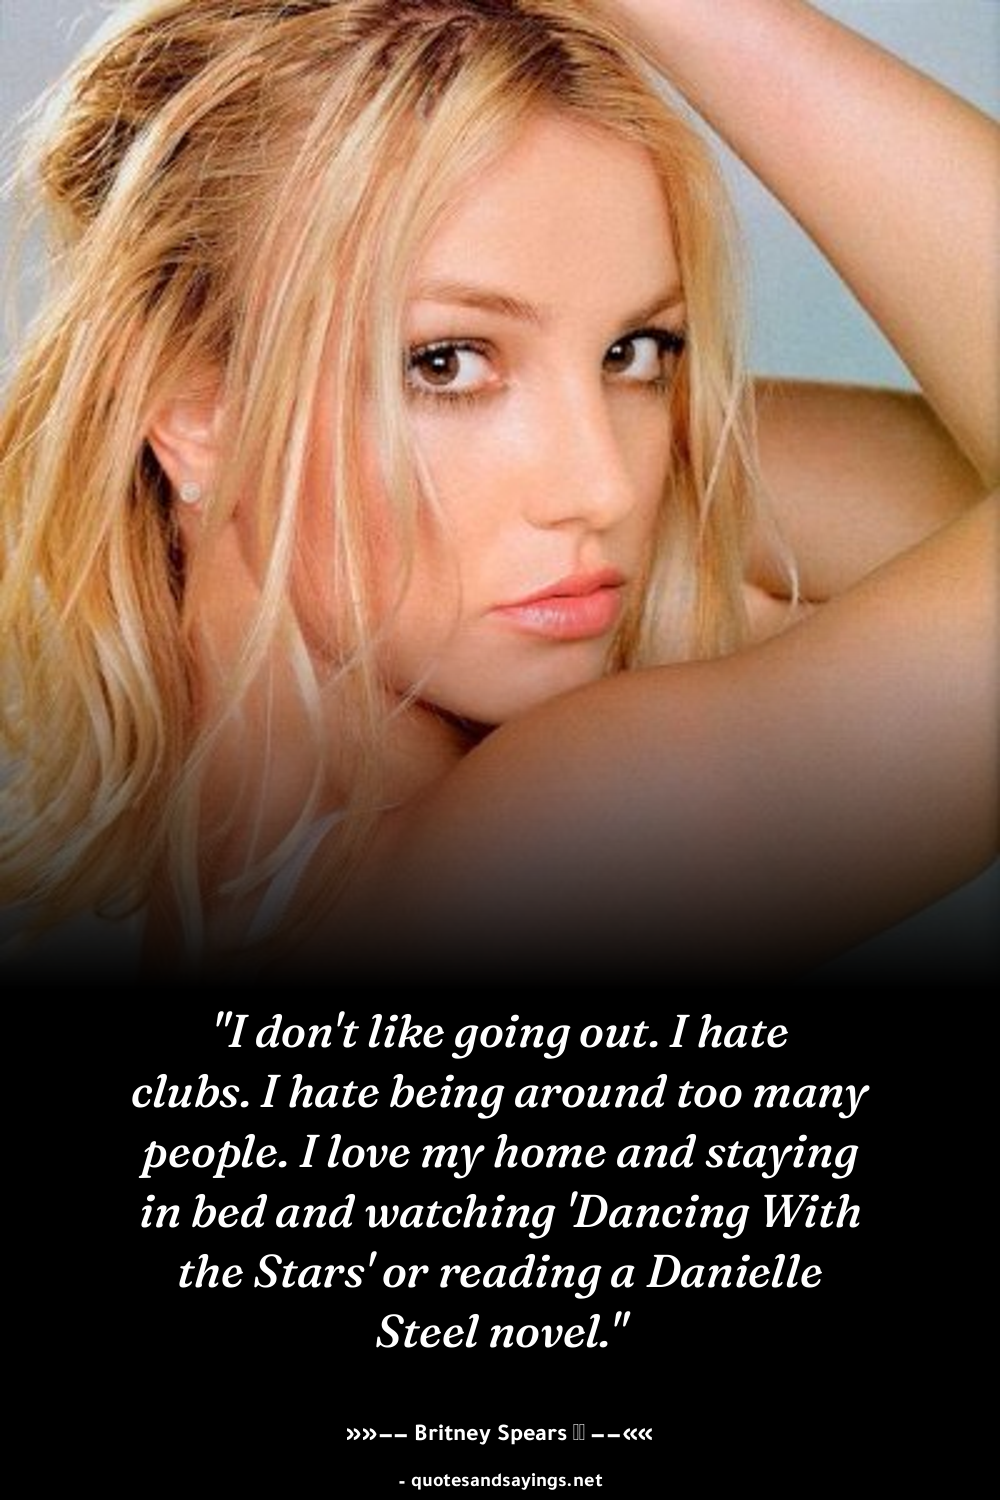 "I don't like going out. I hate
clubs. I hate being around too many
people. I love my home and staying
in bed and watching 'Dancing With
the Stars' or reading a Danielle
Steel novel."
»»−− Britney Spears ▯▯ −−««
- quotesandsayings.net